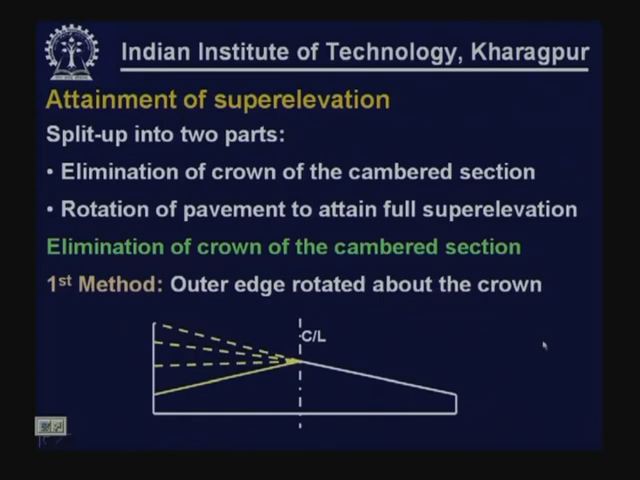 Indian Institute of Technology, Kharagpur
Attainment of superelevation
Split-up into two parts:
• Elimination of crown of the cambered section
• Rotation of pavement to attain full superelevation
Elimination of crown of the cambered section
1st Method: Outer edge rotated about the crown
C/L